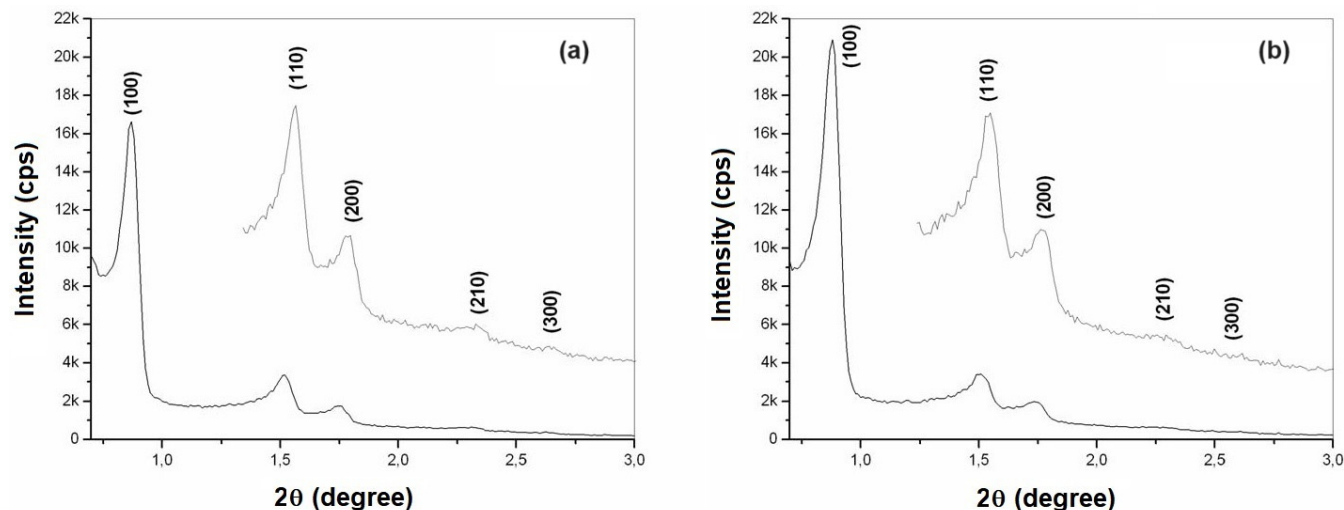 (a)
Intensity (cps)
22k
20k
18k
16k
14k
12k
10k
8k
6k
4k
2k
0
(100)
(110)
(200)
(210)
(300)
1,0
1,5
2,0
2,5
3,0
2θ (degree)
(b)
Intensity (cps)
22k
20k
18k
16k
14k
12k
10k
8k
6k
4k
2k
0
(100)
(110)
(200)
(210)
(300)
1,0
1,5
2,0
2,5
3,0
2θ (degree)